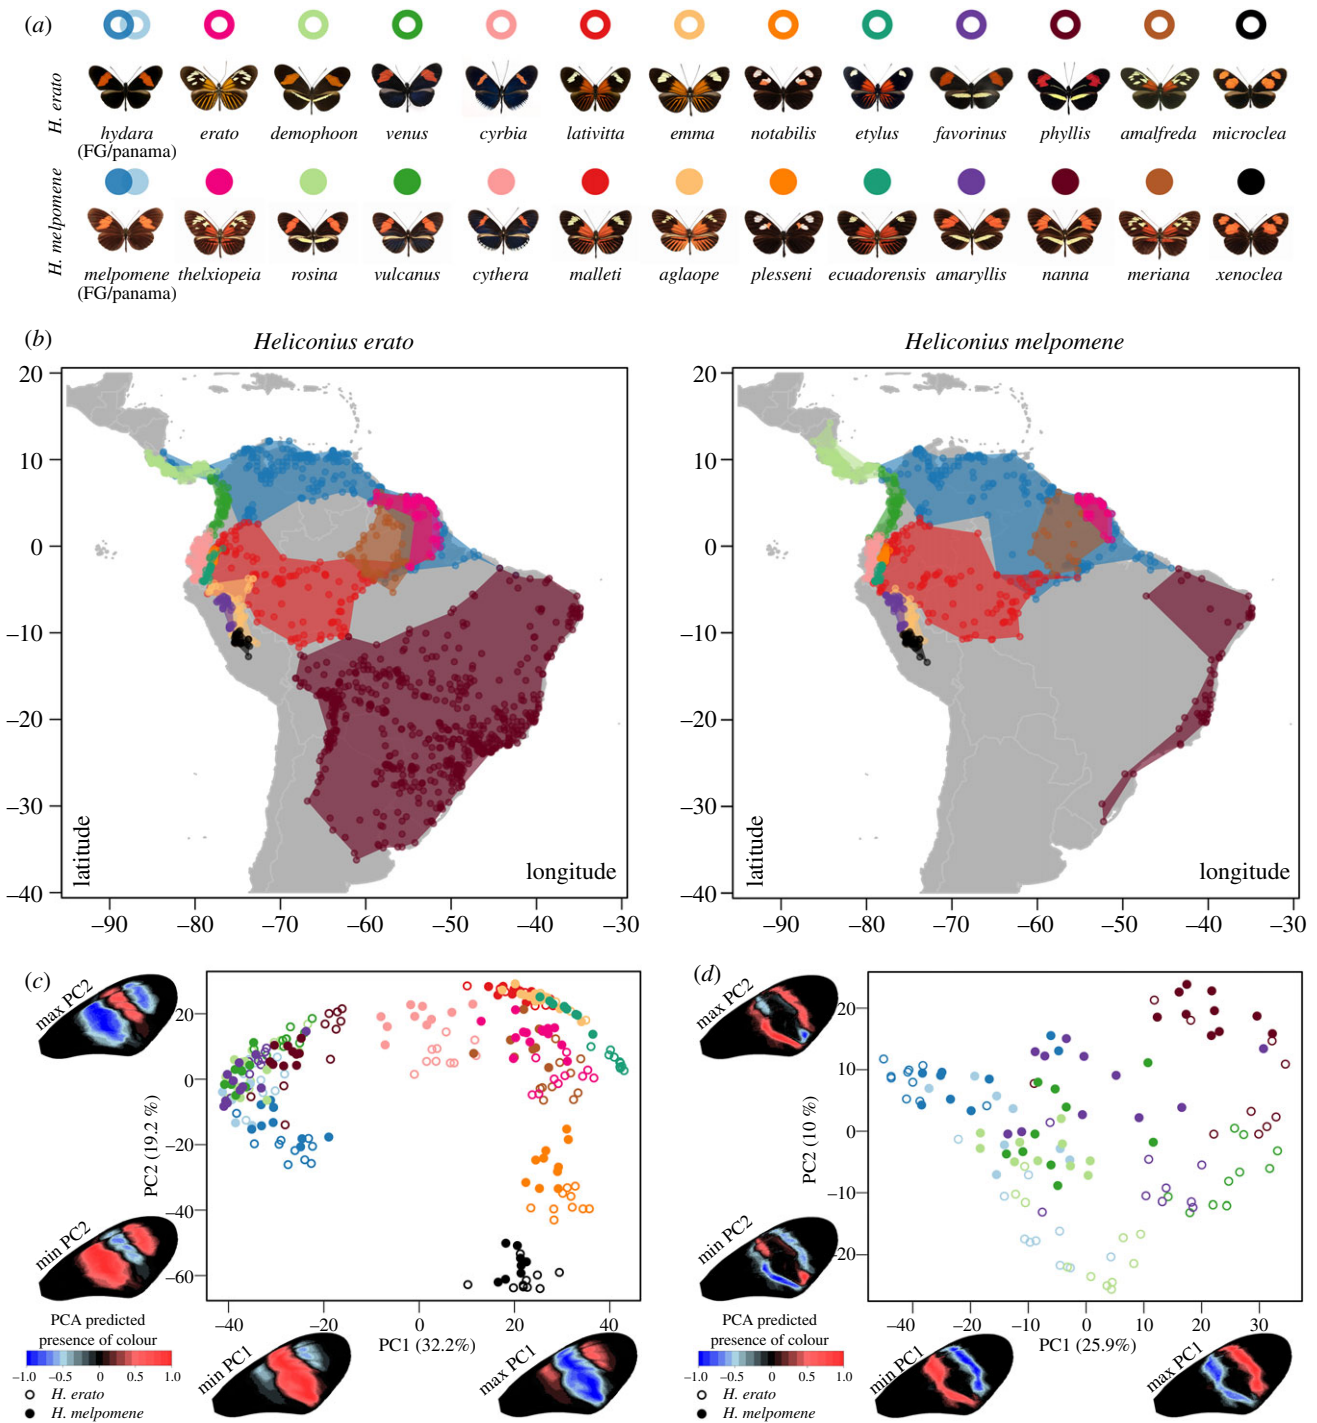 (a)
H. erato
hydara erato demophoon venus cyrbia lativitta emma notabilis etylus favorinus phyllis amalfreda microclea
(FG/panama)
H. melpomene
melpomene thelxiopeia rosina vulcanus cythera malleti aglaope plesseni ecuadorensis amaryllis nanna meriana xenoclea
(FG/panama)
(b)
Heliconius erato
Heliconius melpomene
20
10
0
–10
–20
–30
–40
latitude
longitude
–90 –80 –70 –60 –50 –40 –30
20
10
0
–10
–20
–30
–40
latitude
longitude
–90 –80 –70 –60 –50 –40 –30
(c)
max PC2
min PC2
PC2 (19.2 %)
20
0
–20
–40
–60
–40 –20 0 20 40
PC1 (32.2%)
min PC1
max PC1
PCA predicted
presence of colour
–1.0 –0.5 0 0.5 1.0
H. erato
H. melpomene
(d)
max PC2
min PC2
PC2 (10 %)
20
10
0
–10
–20
–40 –30 –20 –10 0 10 20 30
PC1 (25.9%)
min PC1
max PC1
PCA predicted
presence of colour
–1.0 –0.5 0 0.5 1.0
H. erato
H. melpomene